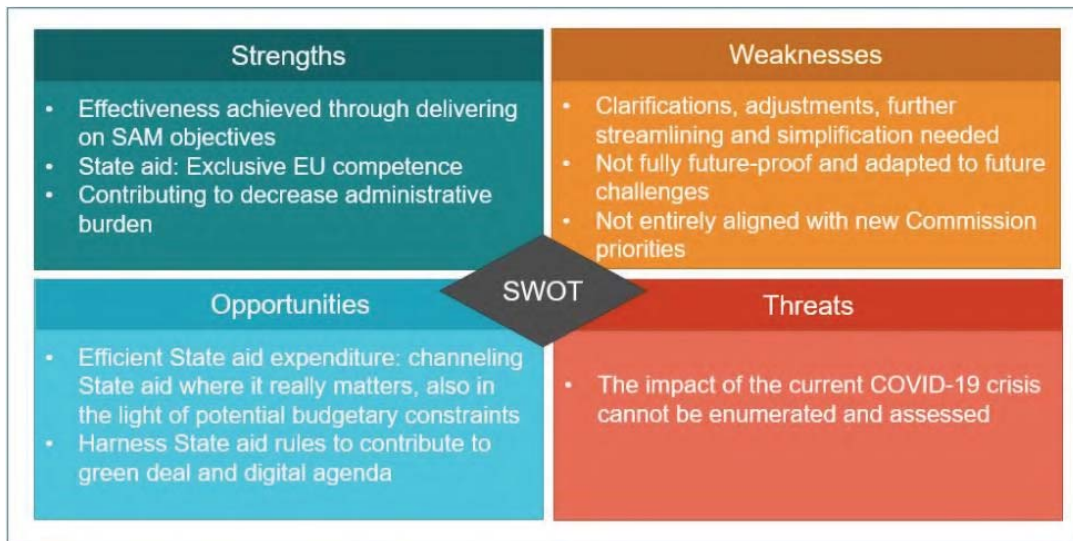 Strengths
• Effectiveness achieved through delivering
on SAM objectives
• State aid: Exclusive EU competence
• Contributing to decrease administrative
burden
Weaknesses
• Clarifications, adjustments, further
streamlining and simplification needed
• Not fully future-proof and adapted to future
challenges
• Not entirely aligned with new Commission
priorities
SWOT
Opportunities
• Efficient State aid expenditure: channeling
State aid where it really matters, also in
the light of potential budgetary constraints
• Harness State aid rules to contribute to
green deal and digital agenda
Threats
• The impact of the current COVID-19 crisis
cannot be enumerated and assessed